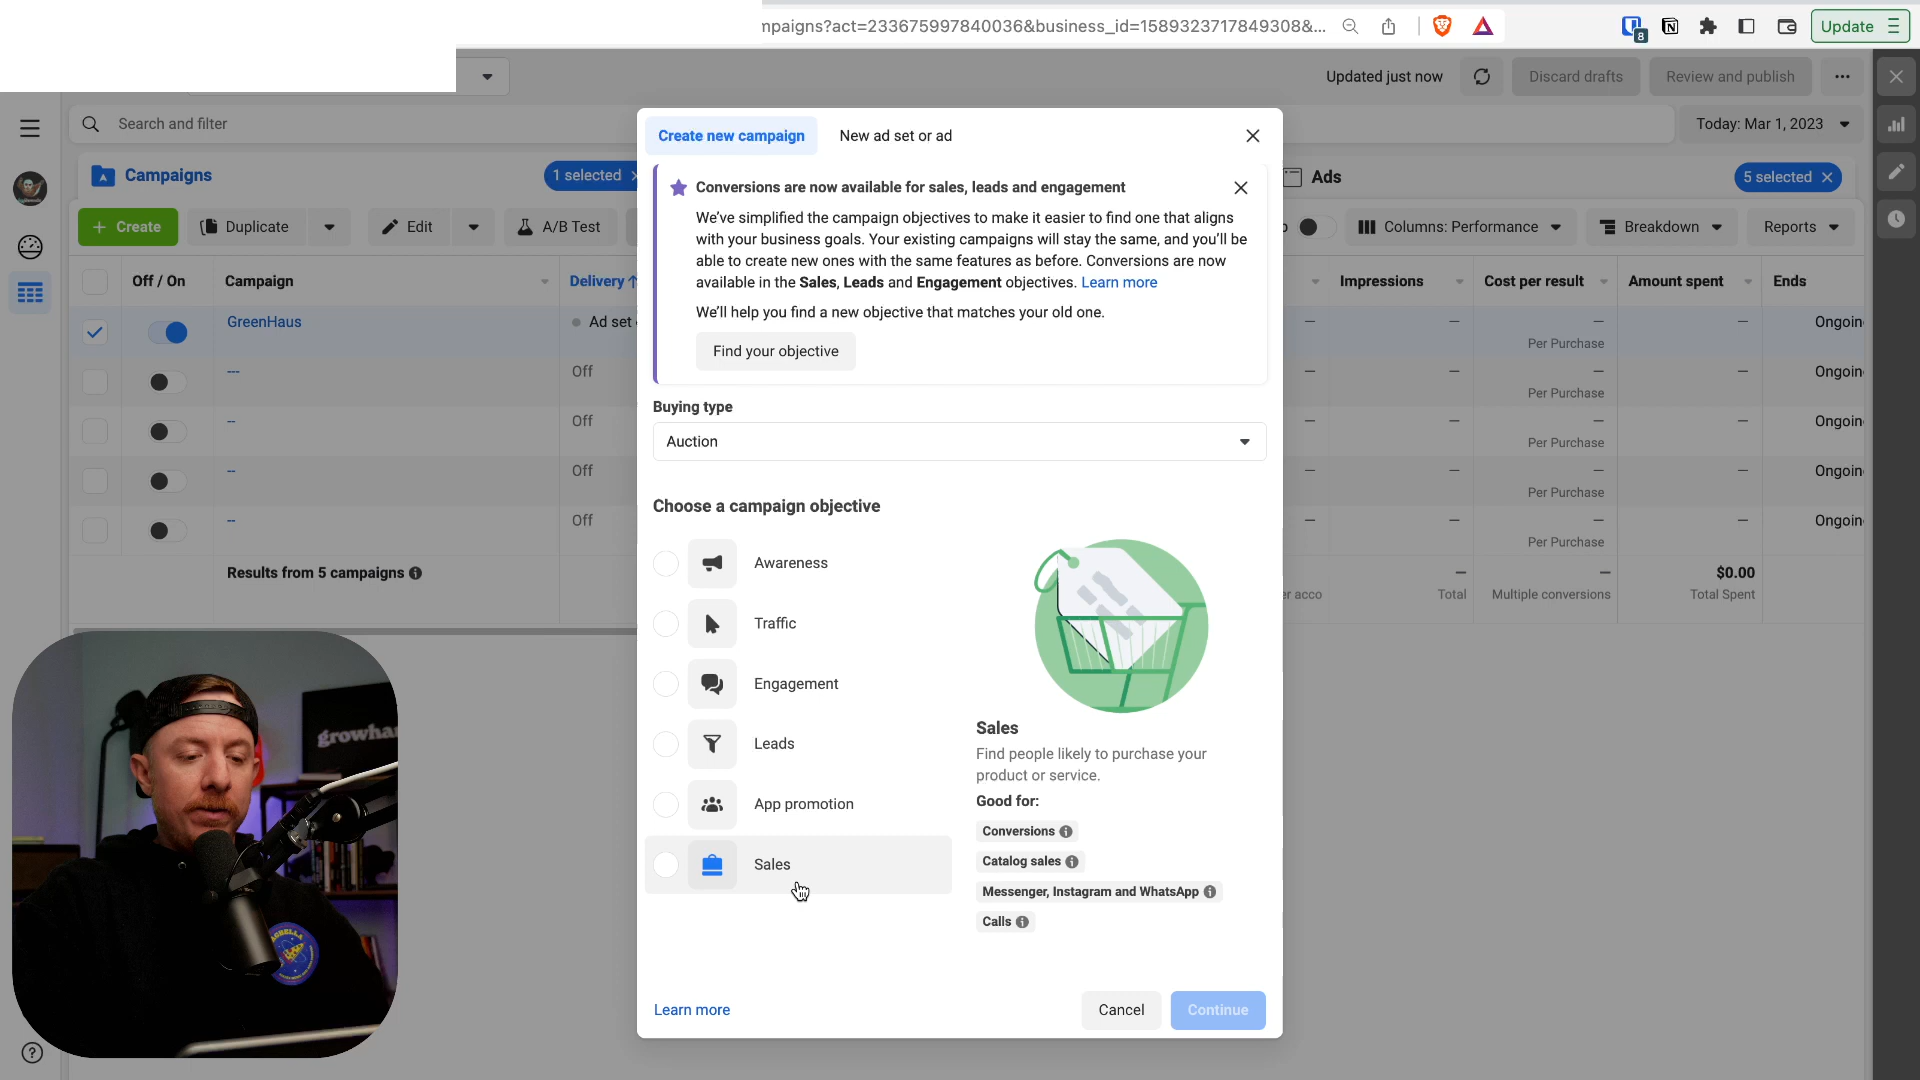 mpaigns?act=233675997840036&business_id=1589323717849308&...
8
Update
Updated just now
Discard drafts
Review and publish
Search and filter
Today: Mar 1, 2023
Campaigns
1 selected
Ads
5 selected
Create
Duplicate
Edit
A/B Test
Columns: Performance
Breakdown
Reports
Off / On
Campaign
Delivery
Impressions
Cost per result
Amount spent
Ends
GreenHaus
Ad set
—
—
—
—
Ongoin
Per Purchase
---
Off
—
—
—
—
Ongoin
Per Purchase
--
Off
—
—
—
—
Ongoin
Per Purchase
--
Off
—
—
—
—
Ongoin
Per Purchase
--
Off
—
—
—
—
Ongoin
Per Purchase
Results from 5 campaigns
—
—
$0.00
er acco
Total
Multiple conversions
Total Spent
Create new campaign
New ad set or ad
Conversions are now available for sales, leads and engagement
We've simplified the campaign objectives to make it easier to find one that aligns
with your business goals. Your existing campaigns will stay the same, and you'll be
able to create new ones with the same features as before. Conversions are now
available in the Sales, Leads and Engagement objectives. Learn more
We'll help you find a new objective that matches your old one.
Find your objective
Buying type
Auction
Choose a campaign objective
Awareness
Traffic
Engagement
Leads
App promotion
Sales
Sales
Find people likely to purchase your
product or service.
Good for:
Conversions
Catalog sales
Messenger, Instagram and WhatsApp
Calls
Learn more
Cancel
Continue
growha